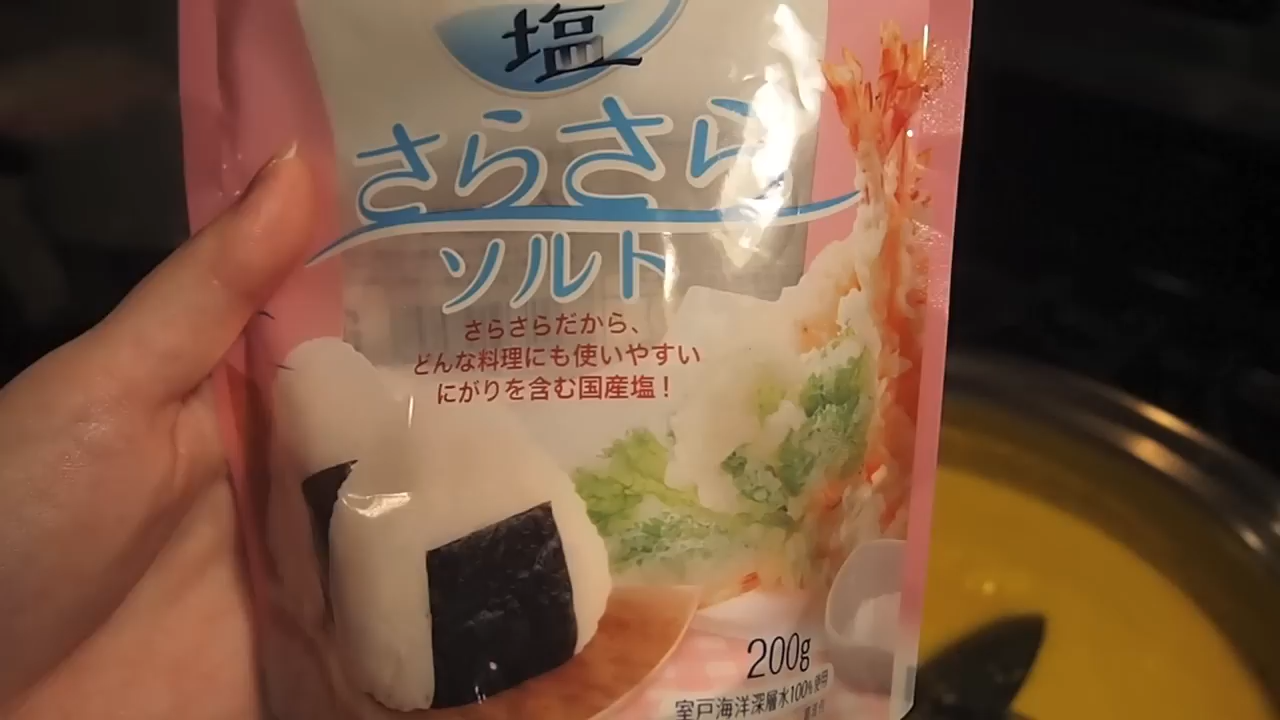 塩
さらさら
ソルト
さらさらだから、
どんな料理にも使いやすい
にがりを含む国産塩！
200g
室戸海洋深層水100%使用